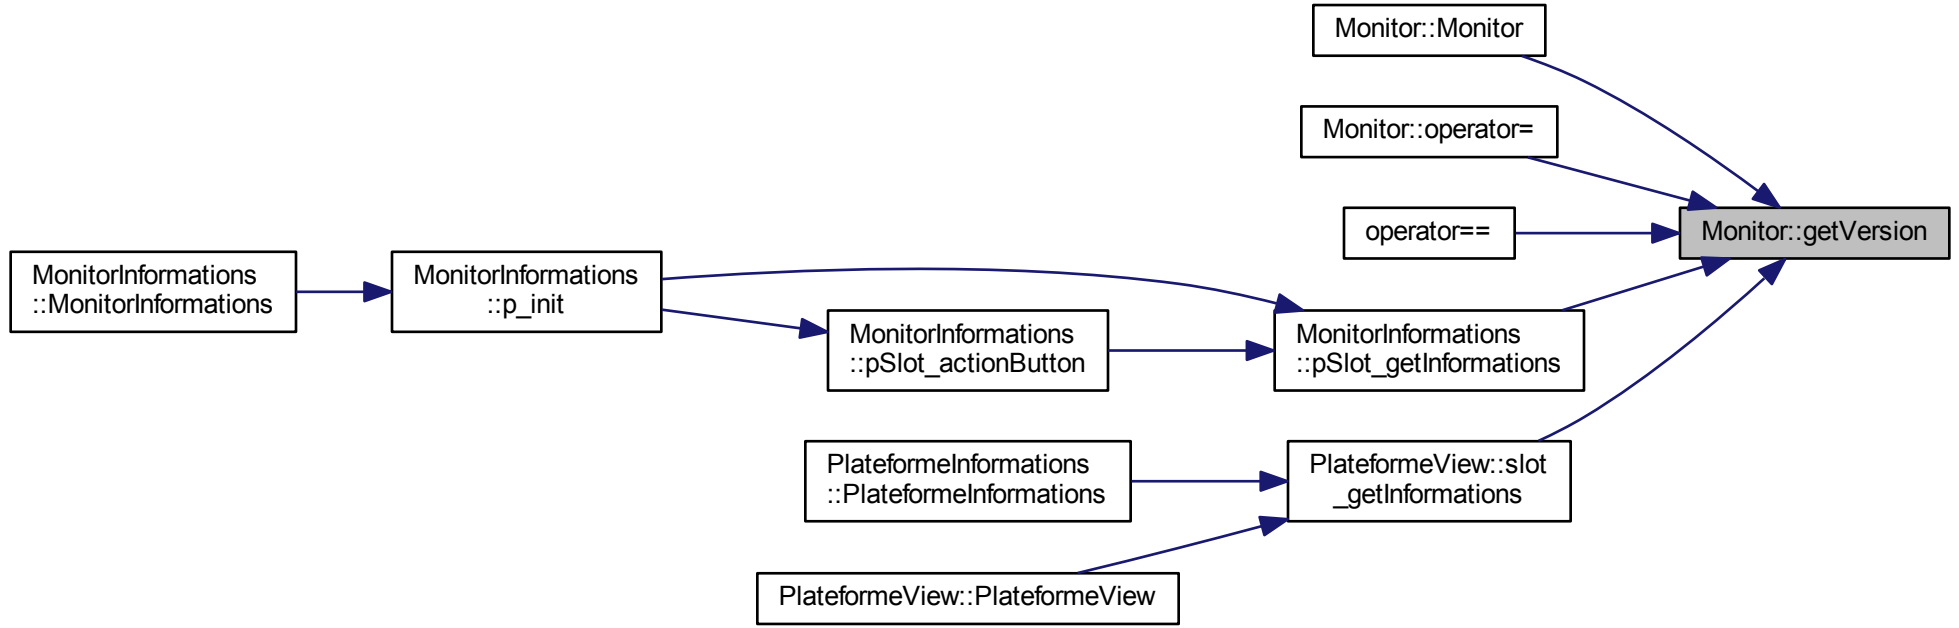 Monitor::Monitor
Monitor::operator=
operator==
Monitor::getVersion
MonitorInformations
::MonitorInformations
MonitorInformations
::p_init
MonitorInformations
::pSlot_actionButton
MonitorInformations
::pSlot_getInformations
PlateformeInformations
::PlateformeInformations
PlateformeView::slot
_getInformations
PlateformeView::PlateformeView